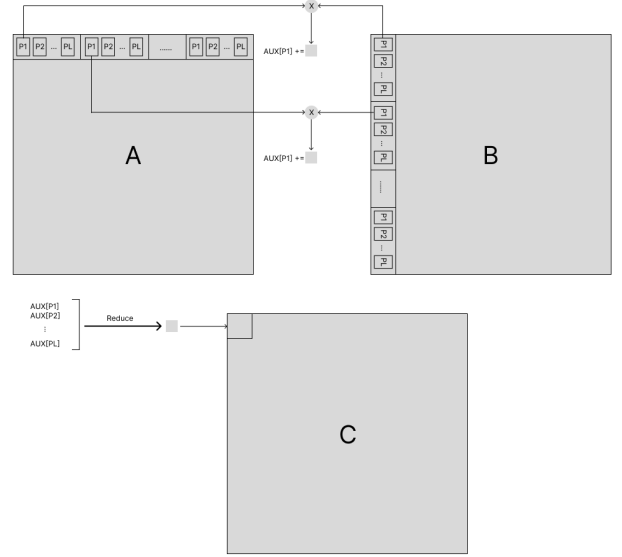 X
P1 P2 ... PL P1 P2 ... PL ...... P1 P2 ... PL
AUX[P1] +=
X
AUX[P1] +=
A
P1
P2
...
PL
P1
P2
...
PL
......
P1
P2
...
PL
B
AUX[P1]
AUX[P2]
...
AUX[PL]
Reduce
C